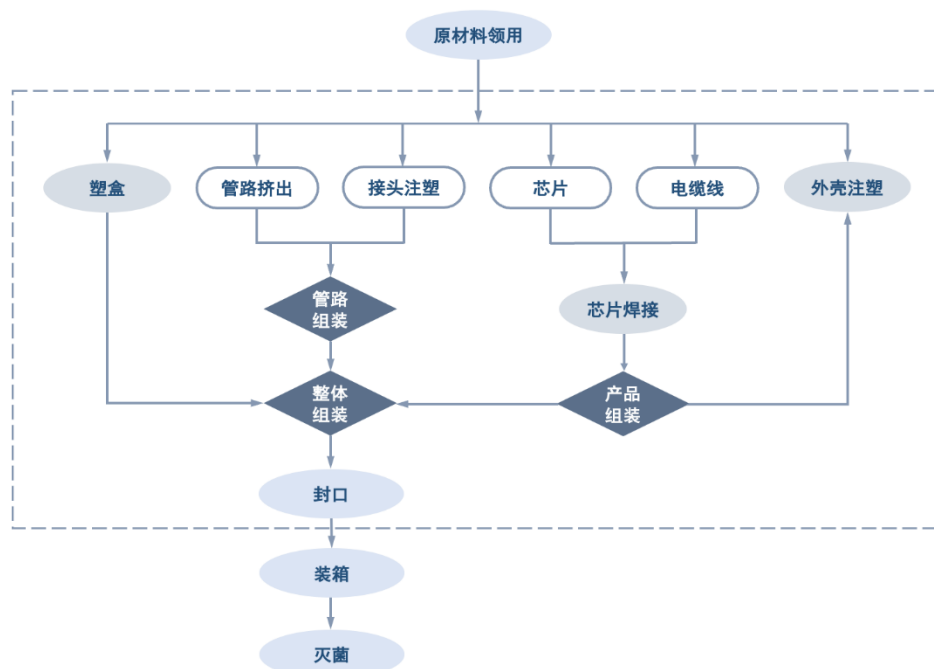 原材料领用
塑盒
管路挤出
接头注塑
芯片
电缆线
外壳注塑
管路
组装
芯片焊接
整体
组装
产品
组装
封口
装箱
灭菌